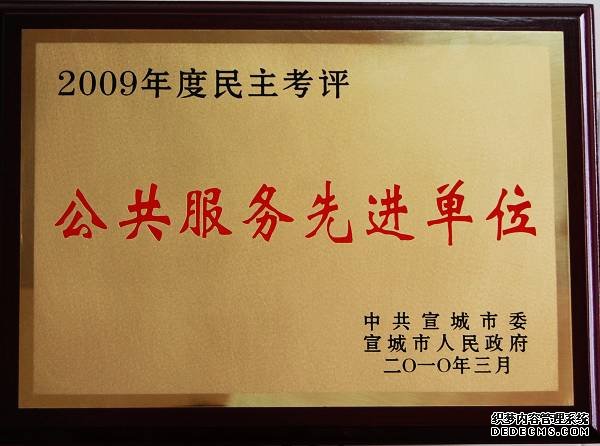 2009年度民主考评
公共服务先进单位
中共宣城市委
宣城市人民政府
二〇一〇年三月
织梦内容管理系统
DEDECMS.COM